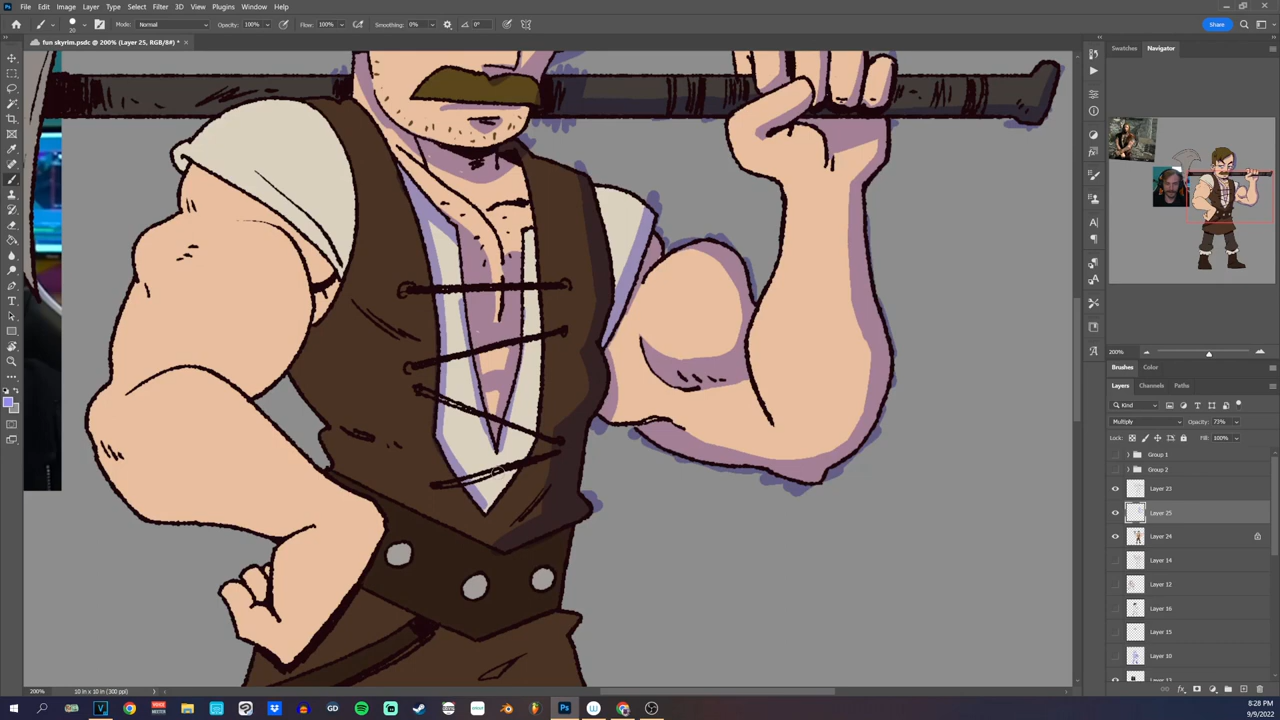 File Edit Image Layer Type Select Filter 3D View Plugins Window Help
20 Mode: Normal Opacity: 100% Flow: 100% Smoothing: 0% 0° Share
fun skyrim.psdc @ 200% (Layer 25, RGB/8#) * ×
Swatches Navigator
200%
Brushes Color
Layers Channels Paths
Kind
Multiply Opacity: 73%
Lock: Fill: 100%
Group 1
Group 2
Layer 23
Layer 25
Layer 24
Layer 14
Layer 12
Layer 16
Layer 15
Layer 10
200% 10 in x 10 in (300 ppi)
8:28 PM
9/9/2022